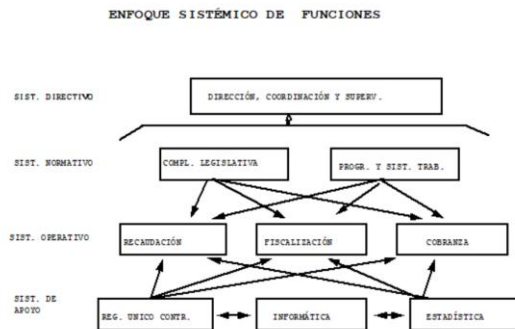 ENFOQUE SISTÉMICO DE FUNCIONES
SIST. DIRECTIVO
DIRECCIÓN, COORDINACIÓN Y SUPERV.
SIST. NORMATIVO
COMPL. LEGISLATIVA
PROGR. Y SIST. TRAB.
SIST. OPERATIVO
RECAUDACIÓN
FISCALIZACIÓN
COBRANZA
SIST. DE
APOYO
REG. UNICO CONTR.
INFORMÁTICA
ESTADÍSTICA